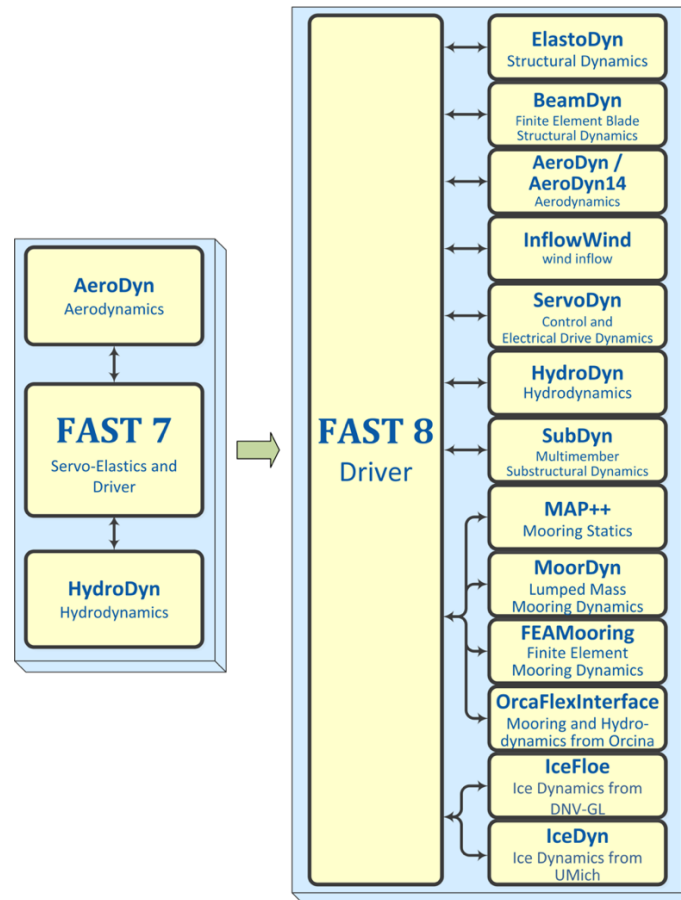 AeroDyn
Aerodynamics
FAST 7
Servo-Elastics and
Driver
HydroDyn
Hydrodynamics
FAST 8
Driver
ElastoDyn
Structural Dynamics
BeamDyn
Finite Element Blade
Structural Dynamics
AeroDyn /
AeroDyn14
Aerodynamics
InflowWind
wind inflow
ServoDyn
Control and
Electrical Drive Dynamics
HydroDyn
Hydrodynamics
SubDyn
Multimember
Substructural Dynamics
MAP++
Mooring Statics
MoorDyn
Lumped Mass
Mooring Dynamics
FEAMooring
Finite Element
Mooring Dynamics
OrcaFlexInterface
Mooring and Hydro-
dynamics from Orcina
IceFloe
Ice Dynamics from
DNV-GL
IceDyn
Ice Dynamics from
UMich